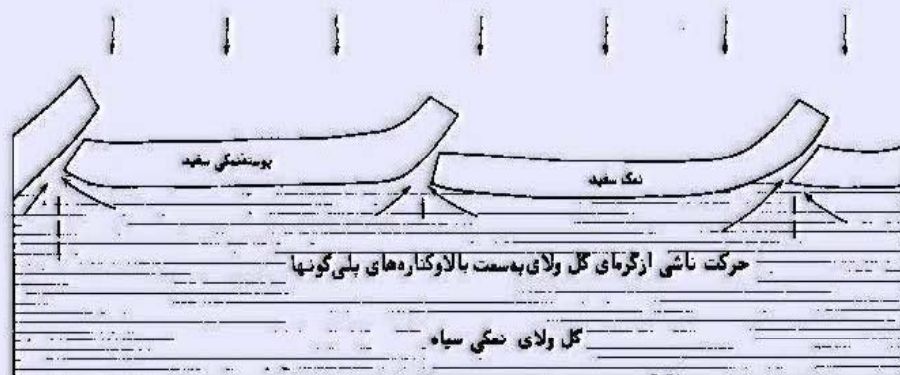 پوسته‌نمکی سفید
نمک سفید
حرکت ناشی ازگرمای گل ولای به‌سمت بالاوکناره‌های پلی‌گونها
گل ولای نمکی سیاه